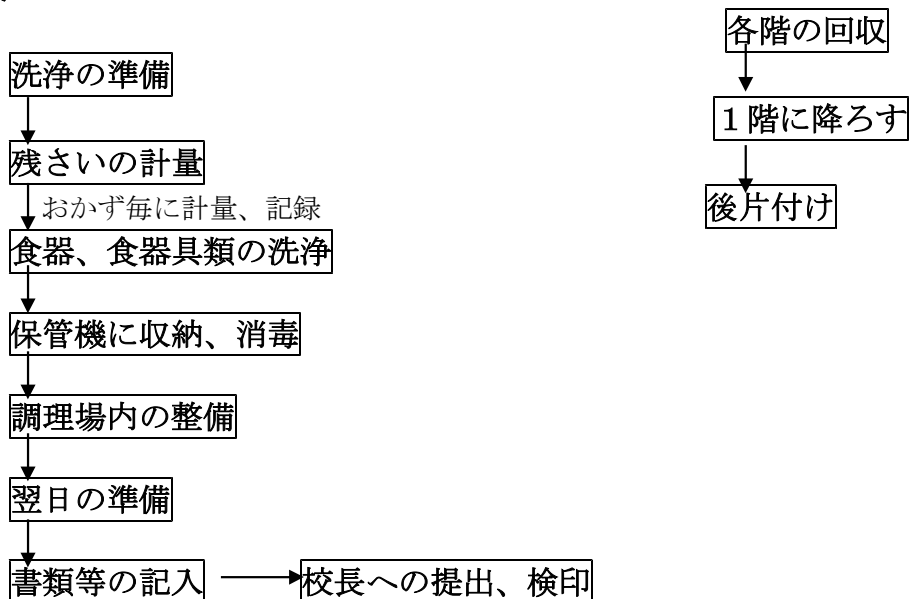 各階の回収
洗浄の準備
１階に降ろす
残さいの計量
おかず毎に計量、記録
後片付け
食器、食器具類の洗浄
保管機に収納、消毒
調理場内の整備
翌日の準備
書類等の記入
校長への提出、検印